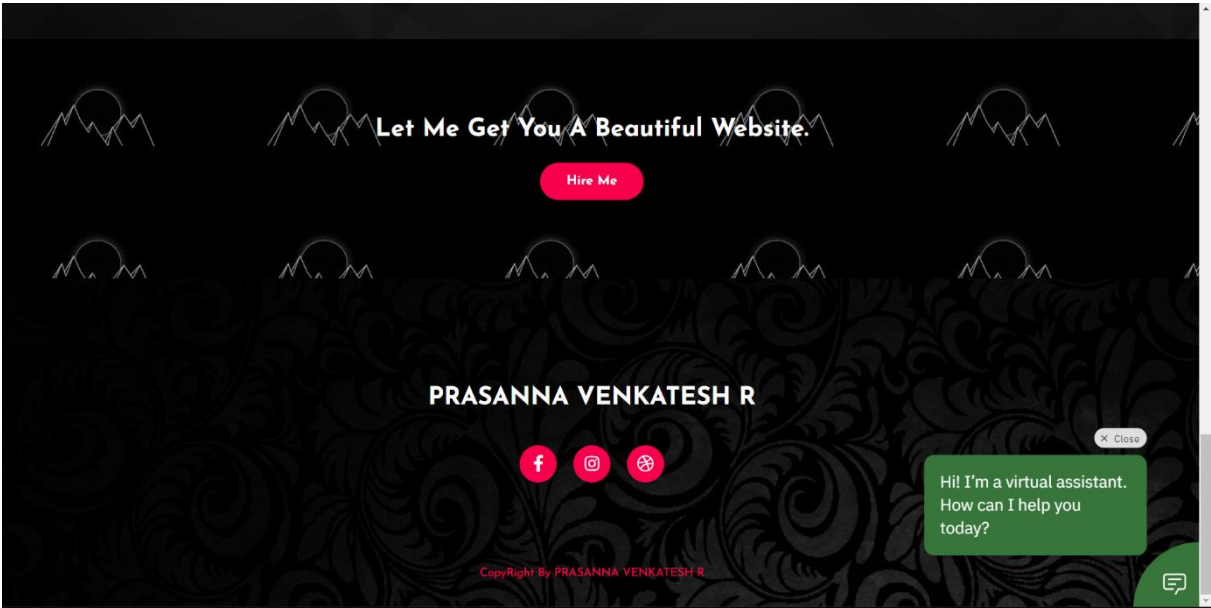 Let Me Get You A Beautiful Website.
Hire Me
PRASANNA VENKATESH R
× Close
Hi! I'm a virtual assistant.
How can I help you
today?
CopyRight By PRASANNA VENKATESH R